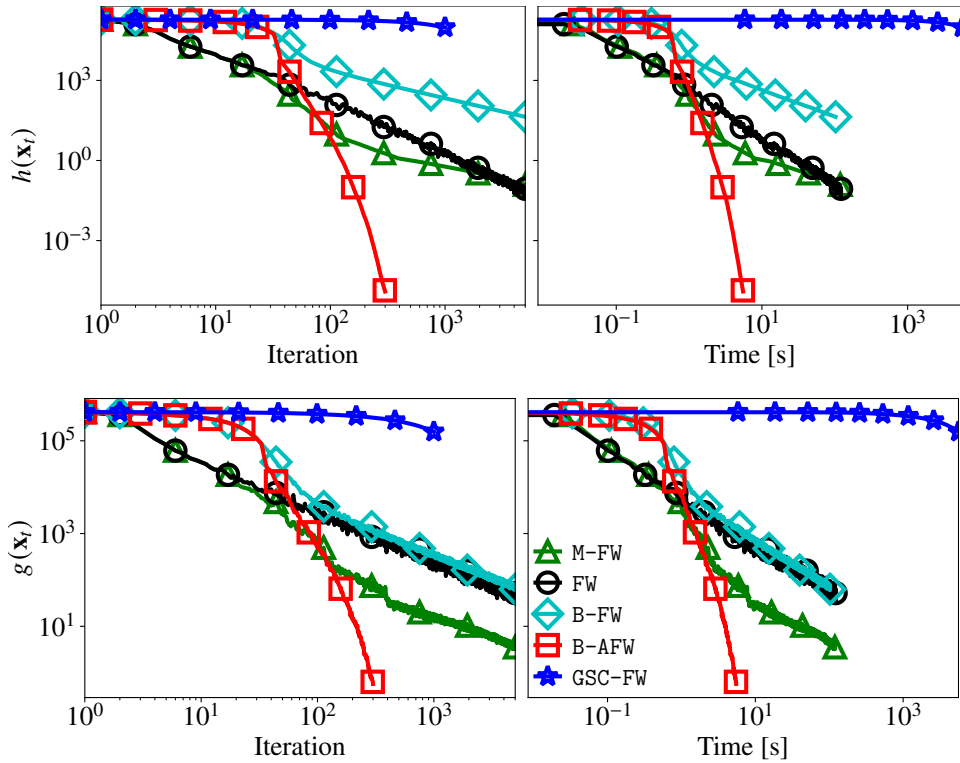 h(x_t)
10^3
10^0
10^−3
10^0 10^1 10^2 10^3
Iteration
10^−1 10^1 10^3
Time [s]
g(x_t)
10^5
10^3
10^1
10^0 10^1 10^2 10^3
Iteration
M-FW
FW
B-FW
B-AFW
GSC-FW
10^−1 10^1 10^3
Time [s]